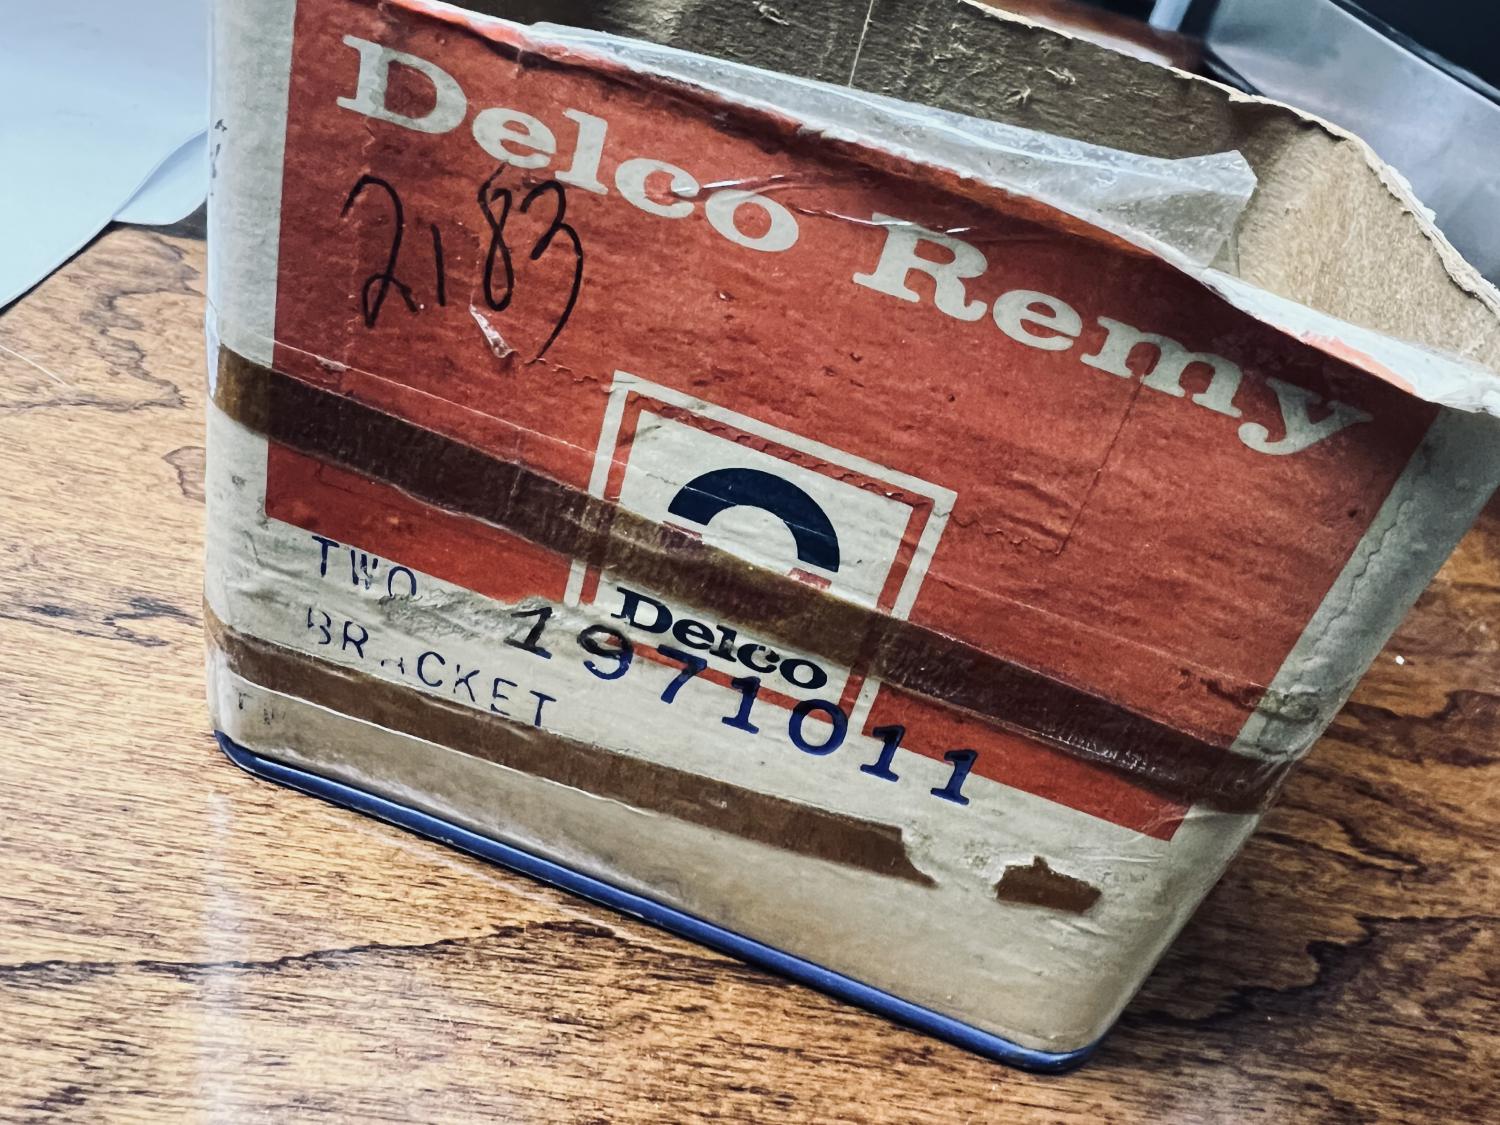 Delco Remy
2183
Delco
TWO
BRACKET
1971011